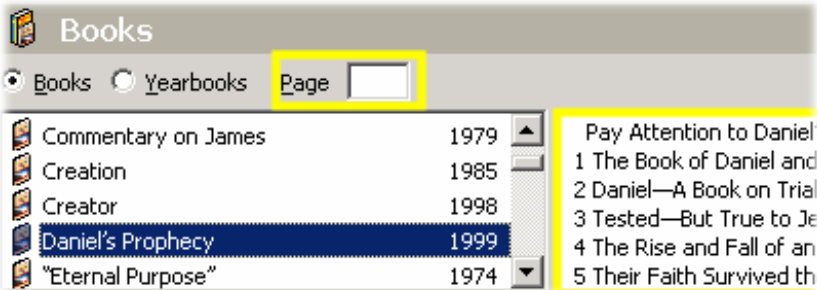 Books
Books Yearbooks Page
Commentary on James 1979
Creation 1985
Creator 1998
Daniel's Prophecy 1999
"Eternal Purpose" 1974
Pay Attention to Daniel'
1 The Book of Daniel and
2 Daniel—A Book on Trial
3 Tested—But True to Je
4 The Rise and Fall of an
5 Their Faith Survived th